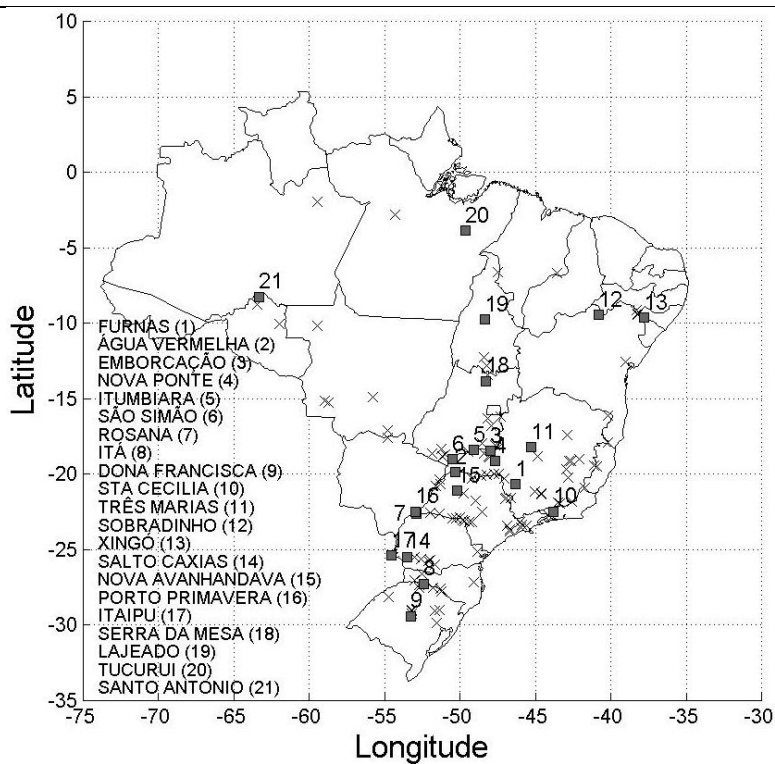 10
5
0
-5
-10
-15
-20
-25
-30
-35
Latitude
20
21
19
12
13
18
FURNAS (1)
ÁGUA VERMELHA (2)
EMBORCAÇÃO (3)
NOVA PONTE (4)
ITUMBIARA (5)
SÃO SIMÃO (6)
ROSANA (7)
ITÁ (8)
DONA FRANCISCA (9)
STA CECILIA (10)
TRÊS MARIAS (11)
SOBRADINHO (12)
XINGÓ (13)
SALTO CAXIAS (14)
NOVA AVANHANDAVA (15)
PORTO PRIMAVERA (16)
ITAIPU (17)
SERRA DA MESA (18)
LAJEADO (19)
TUCURUI (20)
SANTO ANTONIO (21)
6
5
3
4
11
2
15
1
16
7
10
17
14
8
9
-75
-70
-65
-60
-55
-50
-45
-40
-35
-30
Longitude